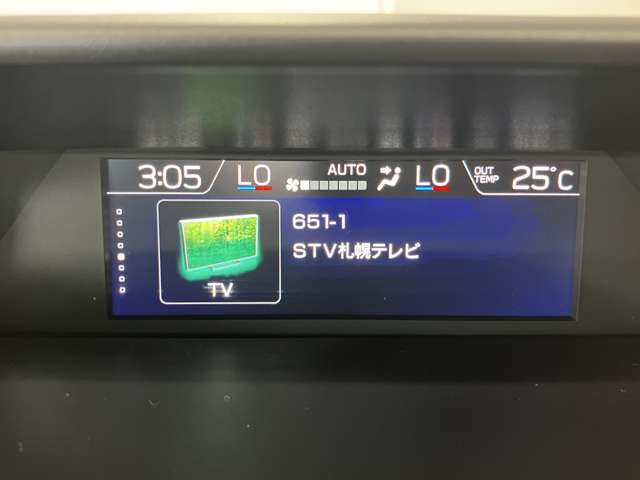 3:05 LO AUTO LO OUT TEMP 25°C
651-1
STV札幌テレビ
TV